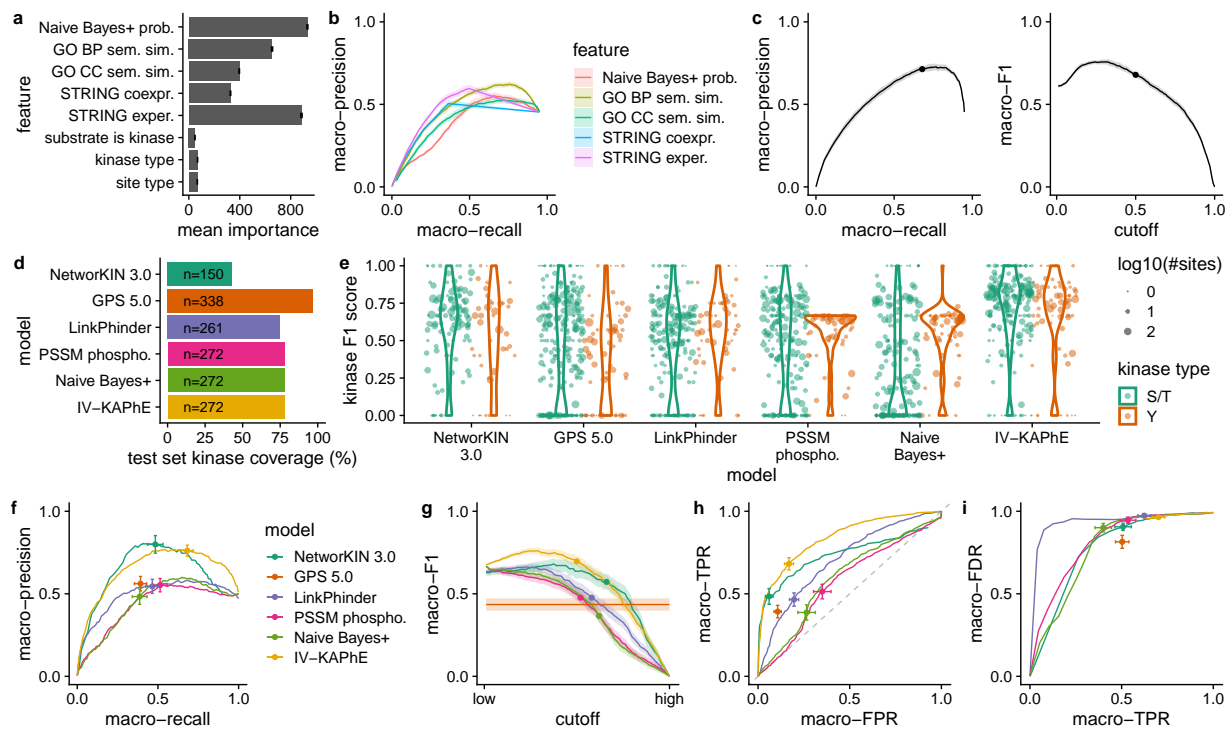 a
feature
Naive Bayes+ prob.
GO BP sem. sim.
GO CC sem. sim.
STRING coexpr.
STRING exper.
substrate is kinase
kinase type
site type
0 400 800
mean importance
b
macro−precision
1.0
0.5
0.0
0.0 0.5 1.0
macro−recall
feature
Naive Bayes+ prob.
GO BP sem. sim.
GO CC sem. sim.
STRING coexpr.
STRING exper.
c
macro−precision
1.0
0.5
0.0
0.0 0.5 1.0
macro−recall
macro−F1
1.0
0.5
0.0
0.0 0.5 1.0
cutoff
d
model
NetworKIN 3.0 n=150
GPS 5.0 n=338
LinkPhinder n=261
PSSM phospho. n=272
Naive Bayes+ n=272
IV−KAPhE n=272
0 25 50 75 100
test set kinase coverage (%)
e
kinase F1 score
1.00
0.75
0.50
0.25
0.00
NetworKIN
3.0
GPS 5.0
LinkPhinder
PSSM
phospho.
Naive
Bayes+
IV−KAPhE
model
log10(#sites)
0
1
2
kinase type
S/T
Y
f
macro−precision
1.0
0.5
0.0
0.0 0.5 1.0
macro−recall
model
NetworKIN 3.0
GPS 5.0
LinkPhinder
PSSM phospho.
Naive Bayes+
IV−KAPhE
g
macro−F1
1.0
0.5
0.0
low high
cutoff
h
macro−TPR
1.0
0.5
0.0
0.0 0.5 1.0
macro−FPR
i
macro−FDR
1.0
0.5
0.0
0.0 0.5 1.0
macro−TPR